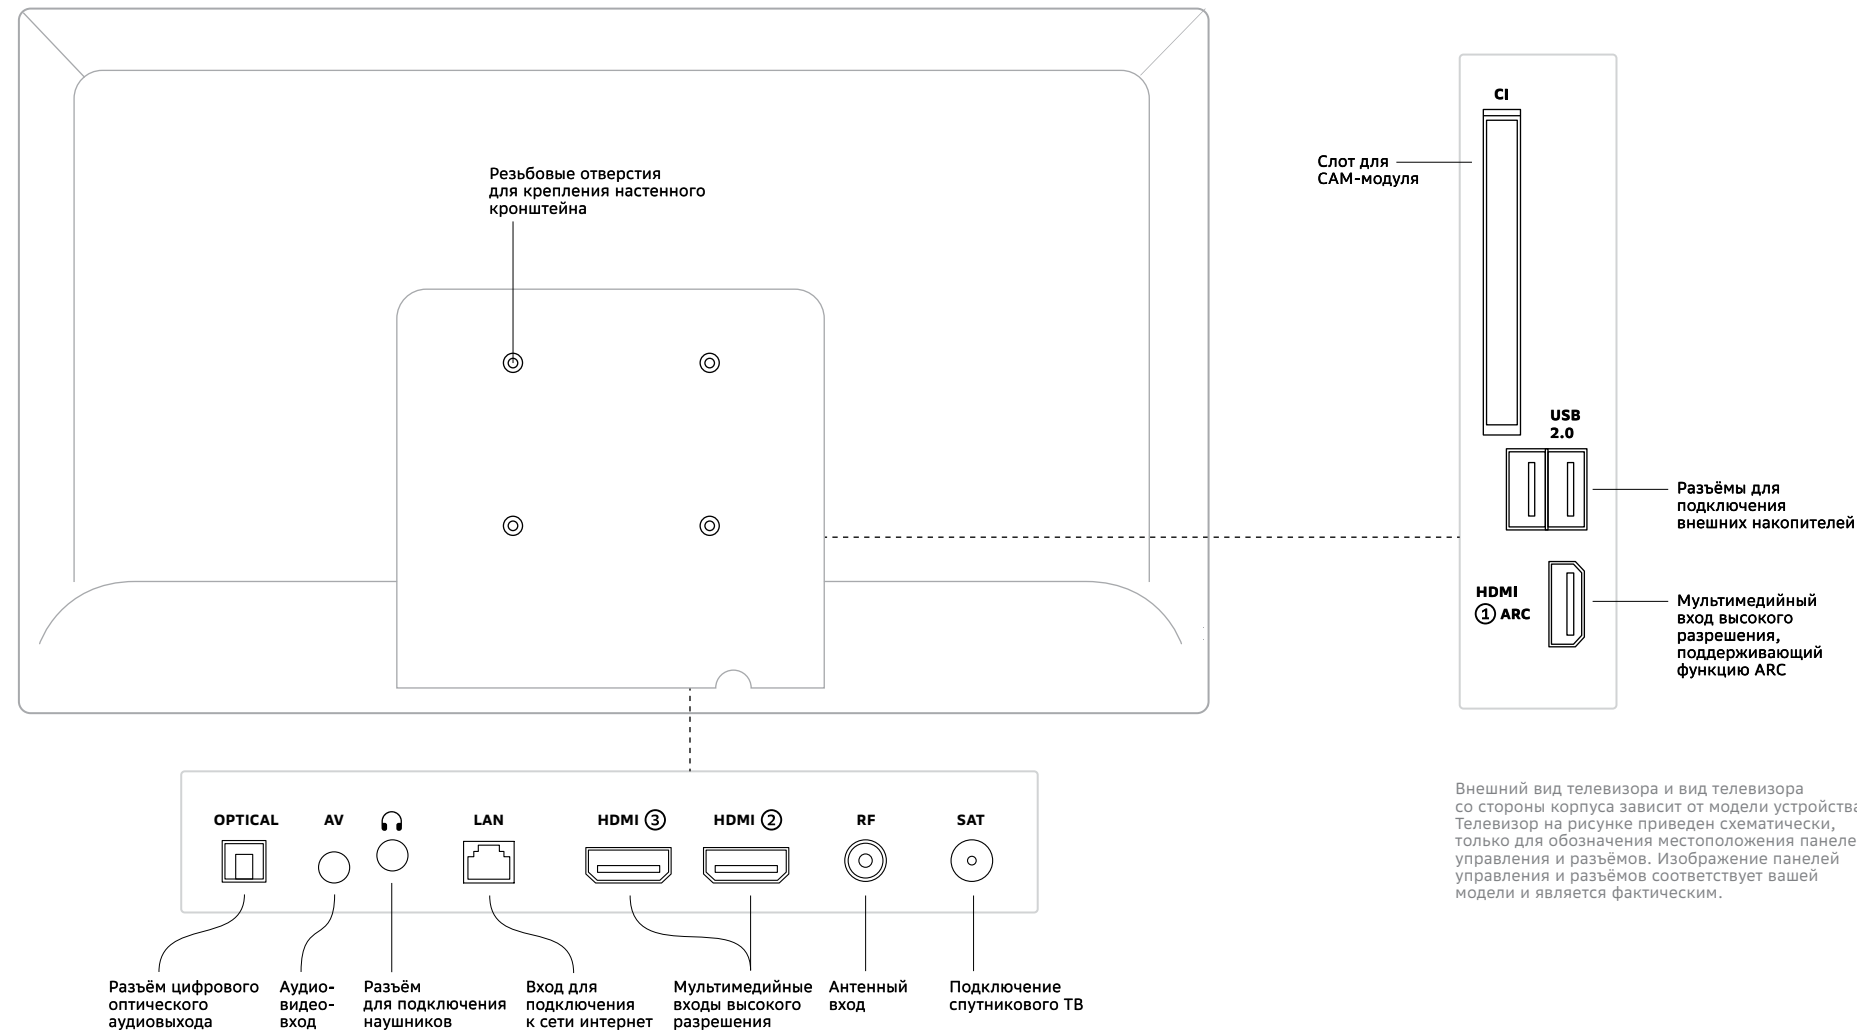 Резьбовые отверстия
для крепления настенного
кронштейна
CI
Слот для
CAM-модуля
USB
2.0
Разъёмы для
подключения
внешних накопителей
HDMI
1 ARC
Мультимедийный
вход высокого
разрешения,
поддерживающий
функцию ARC
OPTICAL
AV
LAN
HDMI 3
HDMI 2
RF
SAT
Разъём цифрового
оптического
аудиовыхода
Аудио-
видео-
вход
Разъём
для подключения
наушников
Вход для
подключения
к сети интернет
Мультимедийные
входы высокого
разрешения
Антенный
вход
Подключение
спутникового ТВ
Внешний вид телевизора и вид телевизора
со стороны корпуса зависит от модели устройства
Телевизор на рисунке приведен схематически,
только для обозначения местоположения панеле
управления и разъёмов. Изображение панелей
управления и разъёмов соответствует вашей
модели и является фактическим.